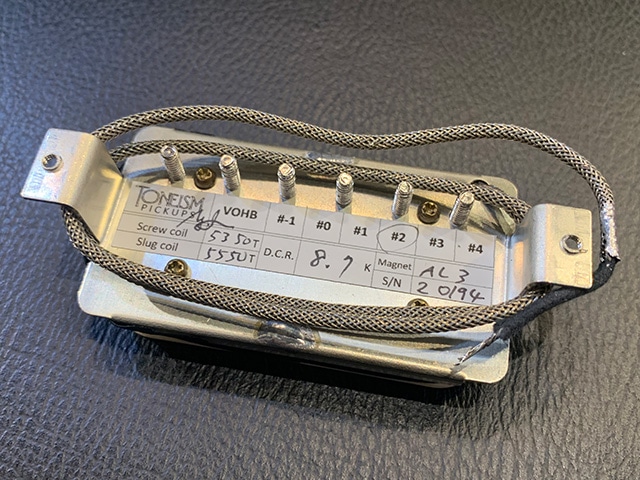 TONEISM
PICKUPS VOHB #-1 #0 #1 #2 #3 #4
Screw coil 5350T D.C.R. 8.7 K Magnet AL3
Slug coil 5550T S/N 20194